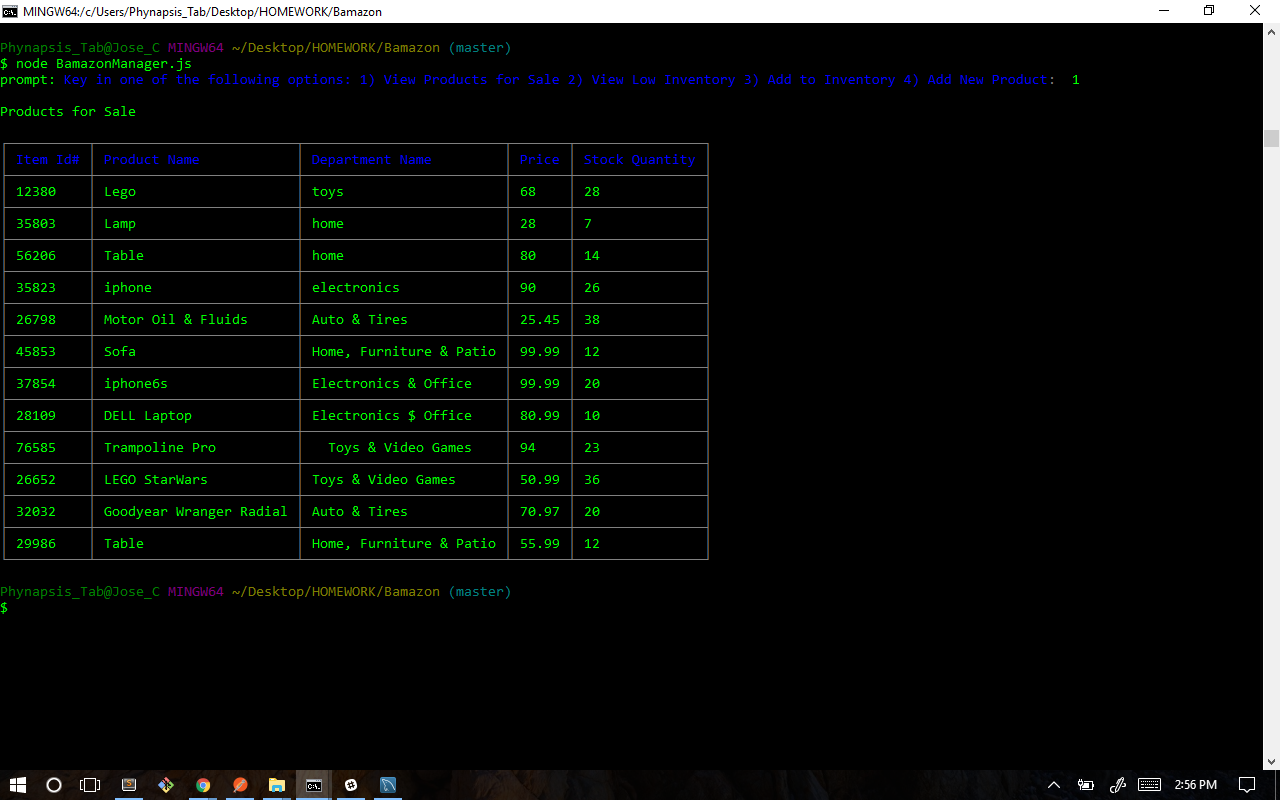 MINGW64:/c/Users/Phynapsis_Tab/Desktop/HOMEWORK/Bamazon
Phynapsis_Tab@Jose_C MINGW64 ~/Desktop/HOMEWORK/Bamazon (master)
$ node BamazonManager.js
prompt: Key in one of the following options: 1) View Products for Sale 2) View Low Inventory 3) Add to Inventory 4) Add New Product:  1
Products for Sale
Item Id# Product Name Department Name Price Stock Quantity
12380 Lego toys 68 28
35803 Lamp home 28 7
56206 Table home 80 14
35823 iphone electronics 90 26
26798 Motor Oil & Fluids Auto & Tires 25.45 38
45853 Sofa Home, Furniture & Patio 99.99 12
37854 iphone6s Electronics & Office 99.99 20
28109 DELL Laptop Electronics $ Office 80.99 10
76585 Trampoline Pro Toys & Video Games 94 23
26652 LEGO StarWars Toys & Video Games 50.99 36
32032 Goodyear Wranger Radial Auto & Tires 70.97 20
29986 Table Home, Furniture & Patio 55.99 12
Phynapsis_Tab@Jose_C MINGW64 ~/Desktop/HOMEWORK/Bamazon (master)
$
2:56 PM